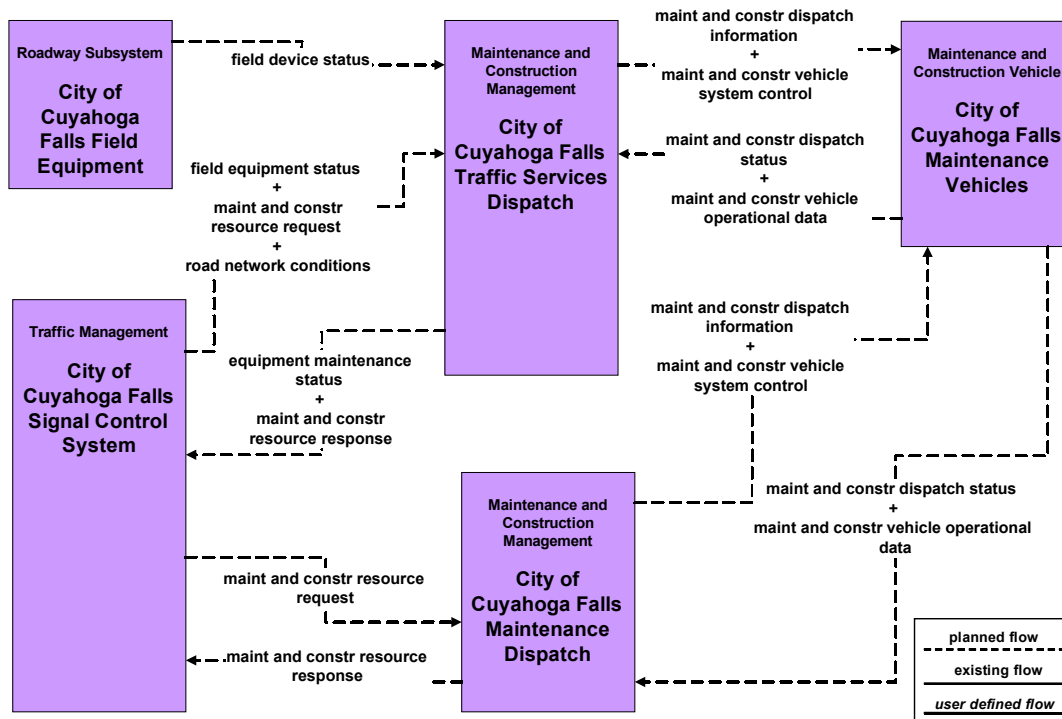 Roadway Subsystem
City of
Cuyahoga
Falls Field
Equipment
field device status
Maintenance and
Construction
Management
City of
Cuyahoga Falls
Traffic Services
Dispatch
maint and constr dispatch
information
+
maint and constr vehicle
system control
Maintenance and
Construction Vehicle
City of
Cuyahoga Falls
Maintenance
Vehicles
maint and constr dispatch
status
+
maint and constr vehicle
operational data
field equipment status
+
maint and constr
resource request
+
road network conditions
Traffic Management
City of
Cuyahoga Falls
Signal Control
System
equipment maintenance
status
+
maint and constr
resource response
maint and constr dispatch
information
+
maint and constr vehicle
system control
maint and constr dispatch status
+
maint and constr vehicle operational
data
Maintenance and
Construction
Management
City of
Cuyahoga Falls
Maintenance
Dispatch
maint and constr resource
request
maint and constr resource
response
planned flow
existing flow
user defined flow